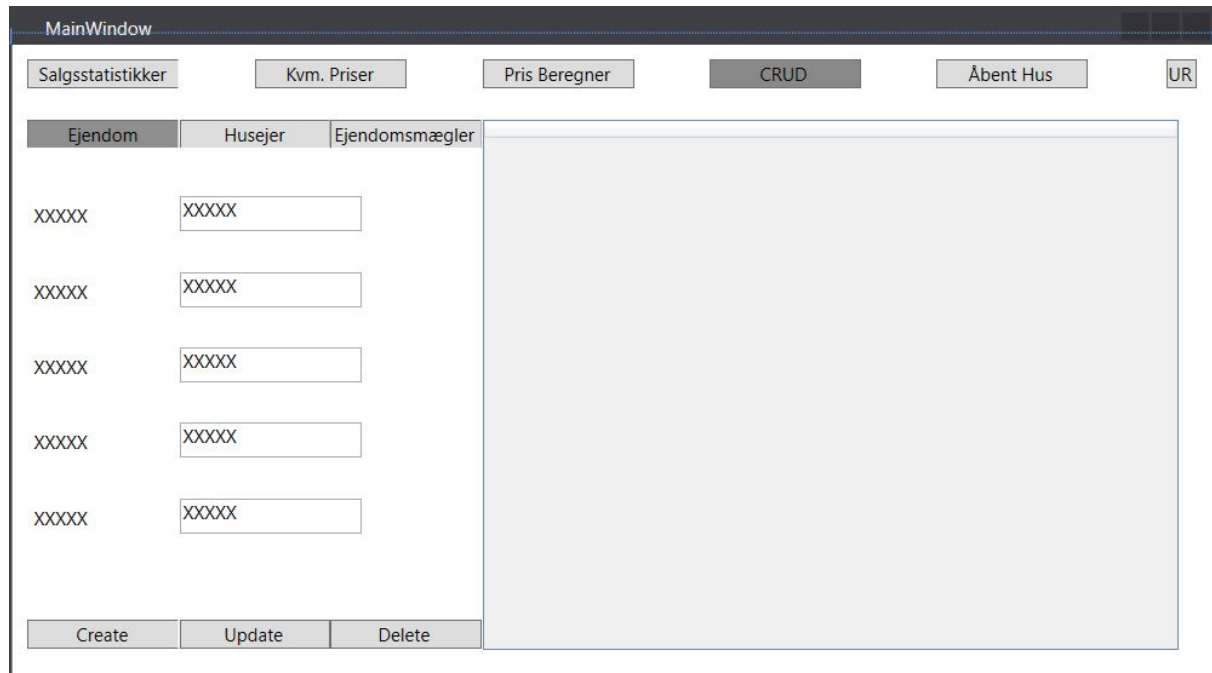 MainWindow
Salgsstatistikker Kvm. Priser Pris Beregner CRUD Åbent Hus UR
Ejendom Husejer Ejendomsmægler
XXXXX XXXXX
XXXXX XXXXX
XXXXX XXXXX
XXXXX XXXXX
XXXXX XXXXX
Create Update Delete